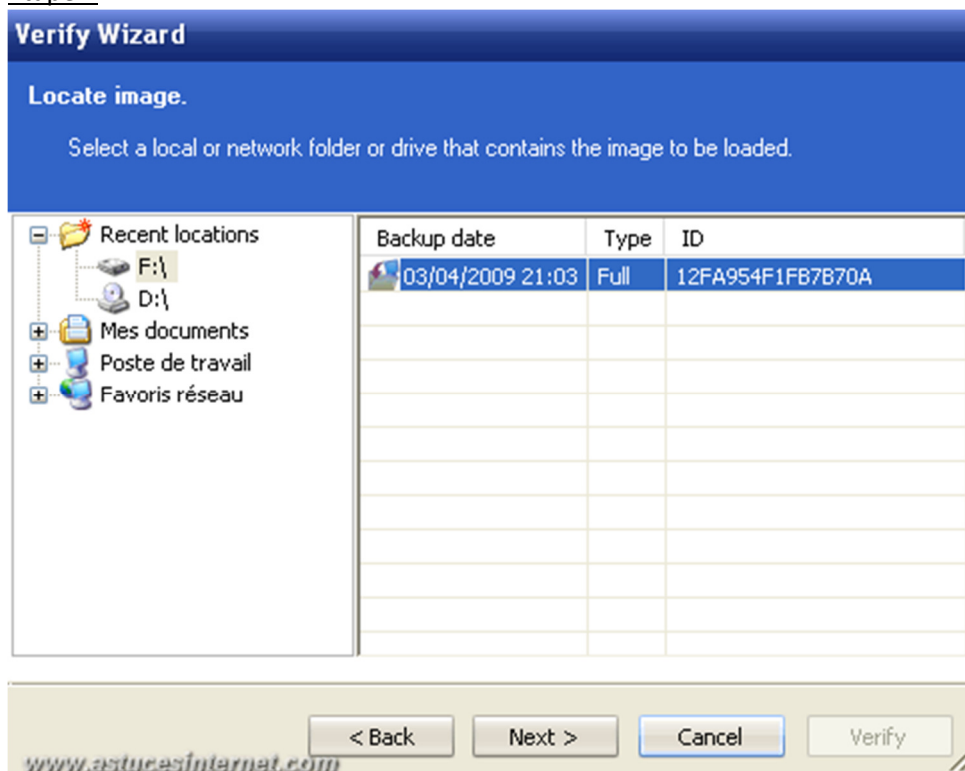 Verify Wizard
Locate image.
Select a local or network folder or drive that contains the image to be loaded.
Recent locations
F:\
D:\
Mes documents
Poste de travail
Favoris réseau
Backup date Type ID
03/04/2009 21:03 Full 12FA954F1FB7B70A
< Back Next > Cancel Verify
www.astucesinternet.com